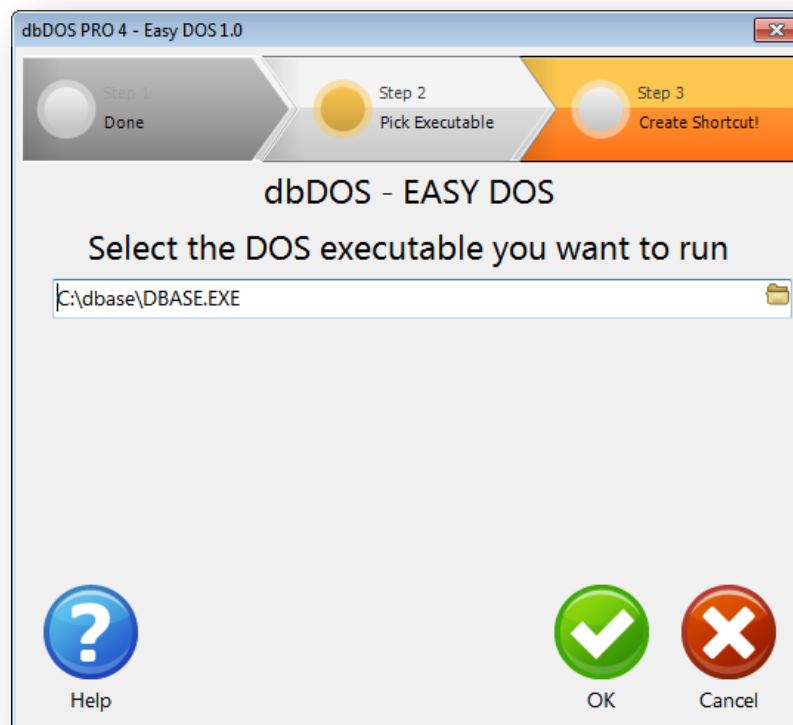 dbDOS PRO 4 - Easy DOS 1.0
Step 1
Done
Step 2
Pick Executable
Step 3
Create Shortcut!
dbDOS - EASY DOS
Select the DOS executable you want to run
C:\dbase\DBASE.EXE
Help
OK
Cancel